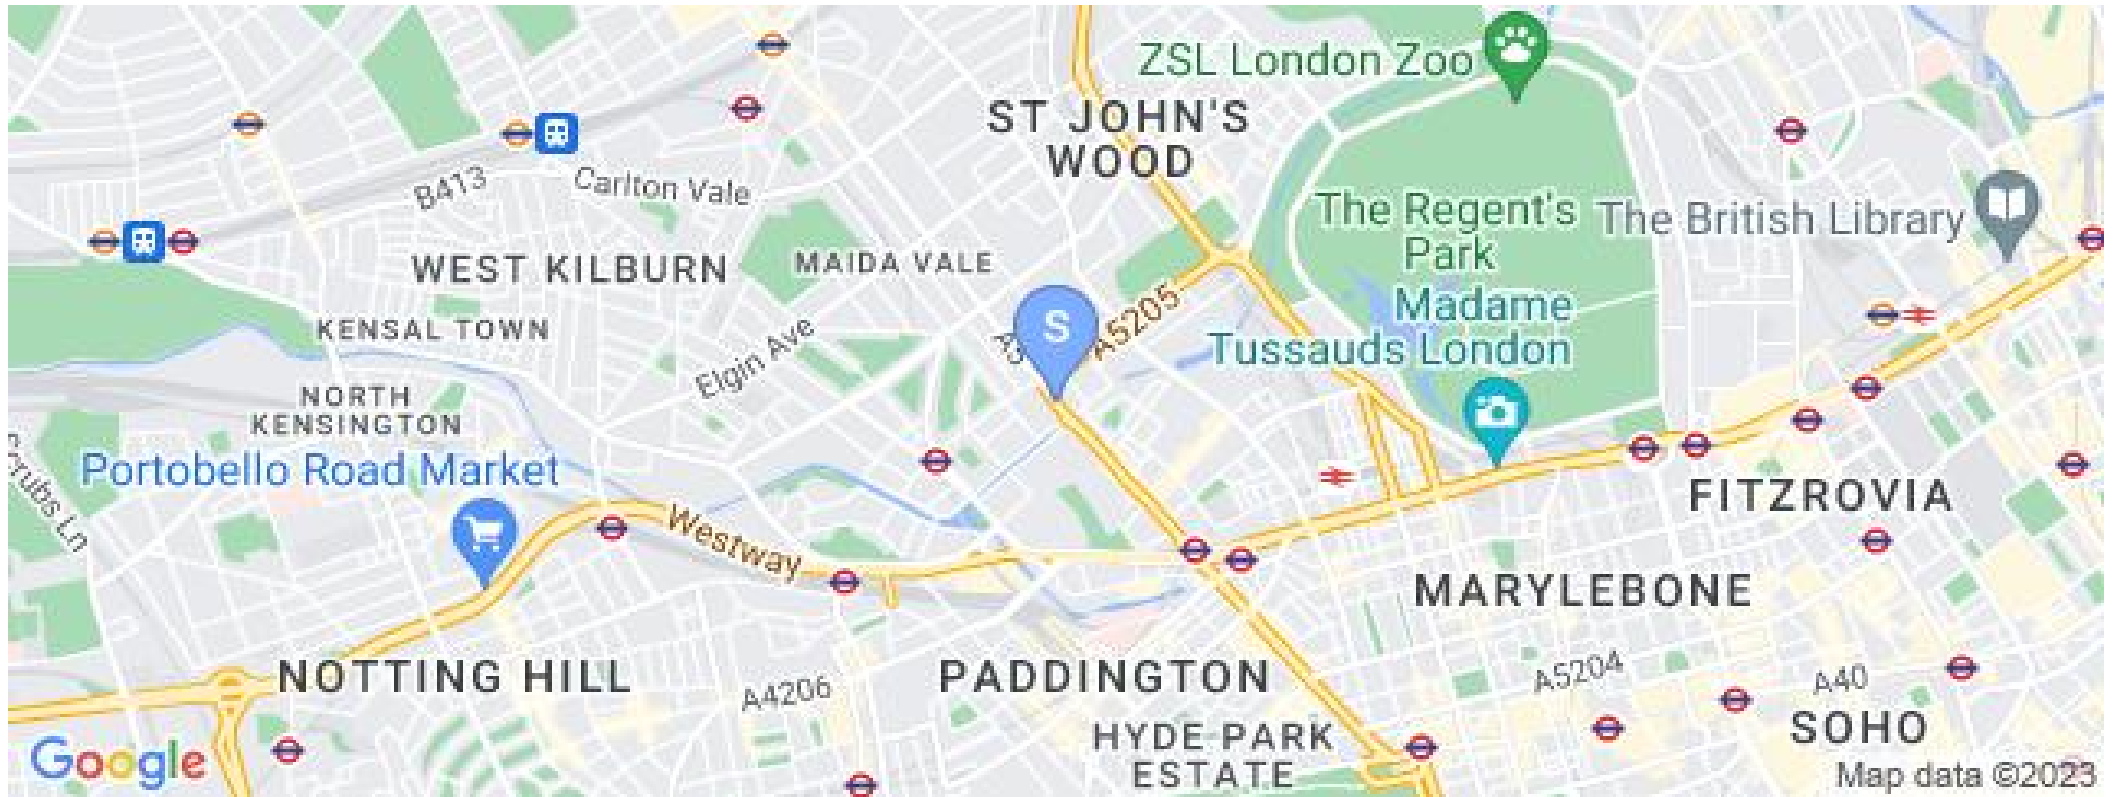 ZSL London Zoo
ST JOHN'S
WOOD
B413
Carlton Vale
The Regent's
Park
The British Library
WEST KILBURN
MAIDA VALE
Madame
Tussauds London
A5205
S
A5
KENSAL TOWN
Elgin Ave
NORTH
KENSINGTON
Scrubs Ln
Portobello Road Market
FITZROVIA
Westway
MARYLEBONE
NOTTING HILL
A4206
PADDINGTON
A5204
A40
HYDE PARK
ESTATE
SOHO
Google
Map data ©2023